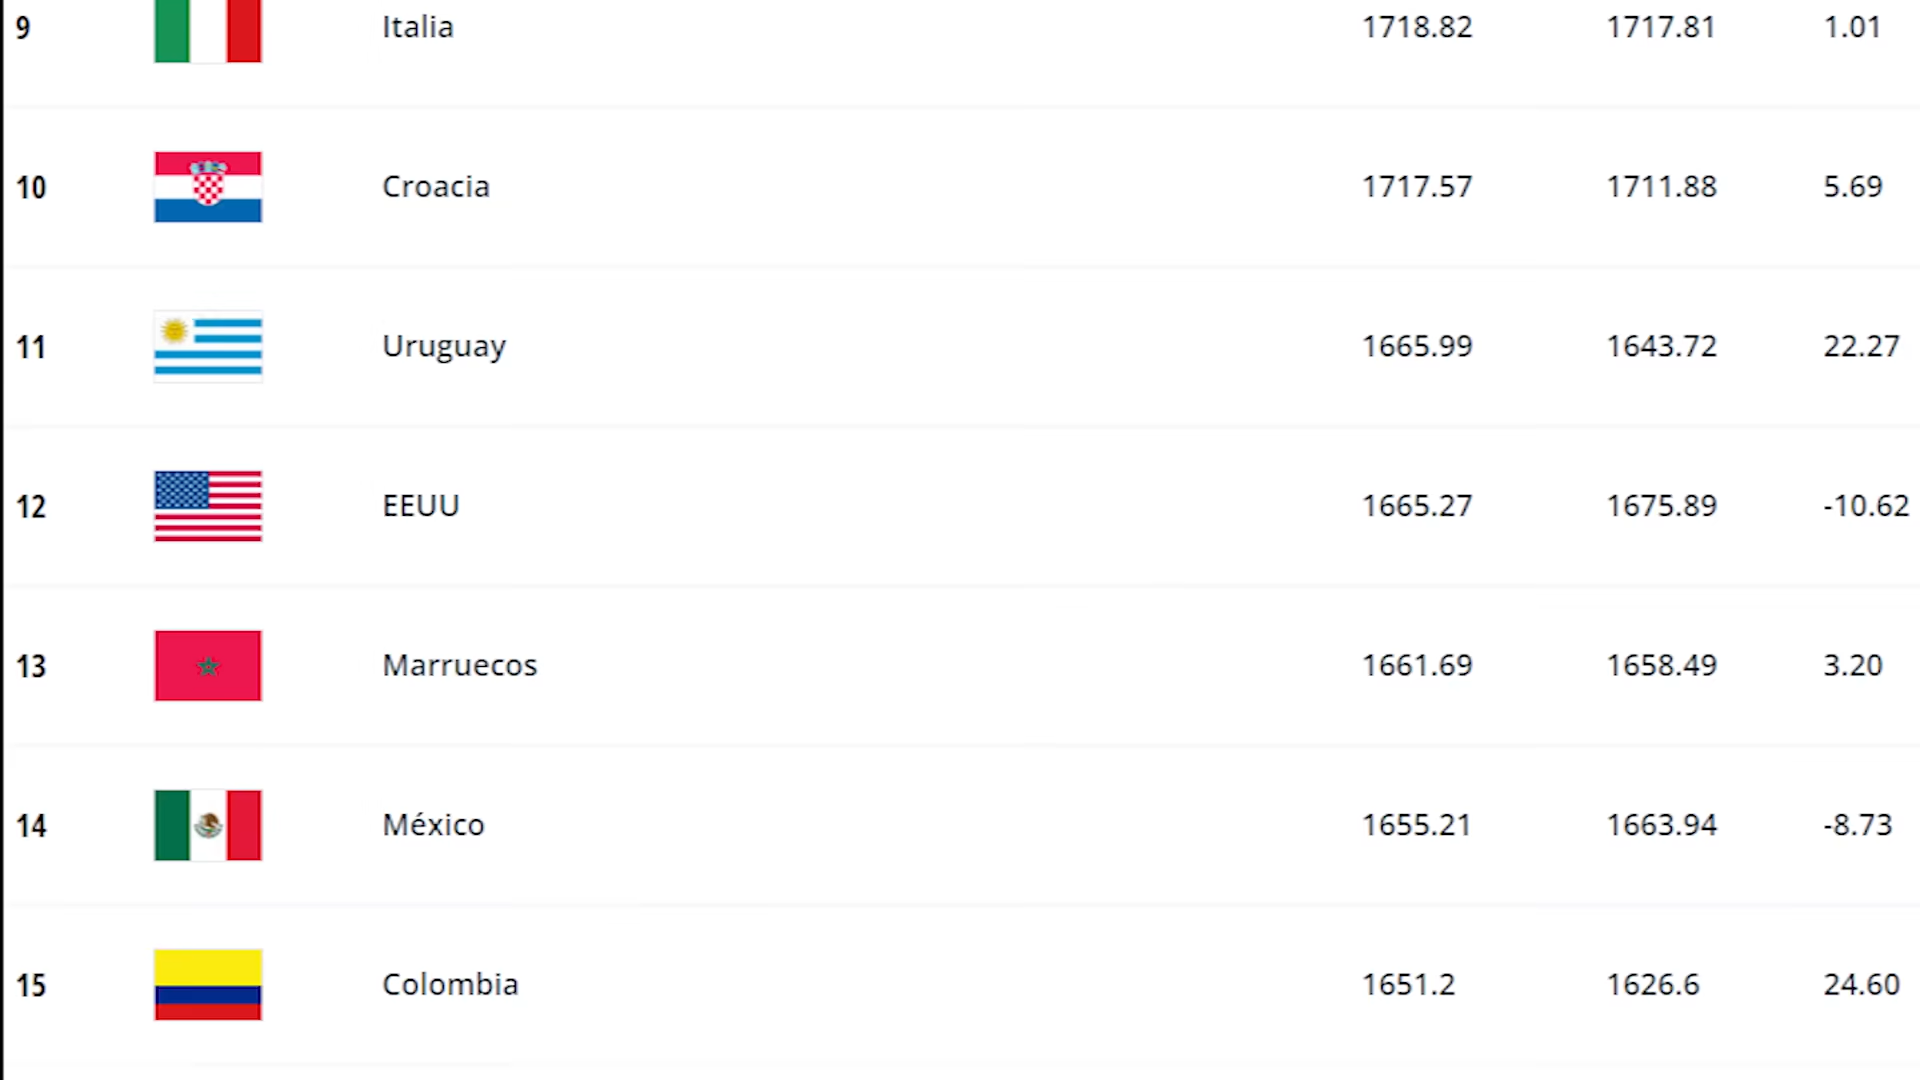 9 Italia 1718.82 1717.81 1.01
10 Croacia 1717.57 1711.88 5.69
11 Uruguay 1665.99 1643.72 22.27
12 EEUU 1665.27 1675.89 -10.62
13 Marruecos 1661.69 1658.49 3.20
14 México 1655.21 1663.94 -8.73
15 Colombia 1651.2 1626.6 24.60